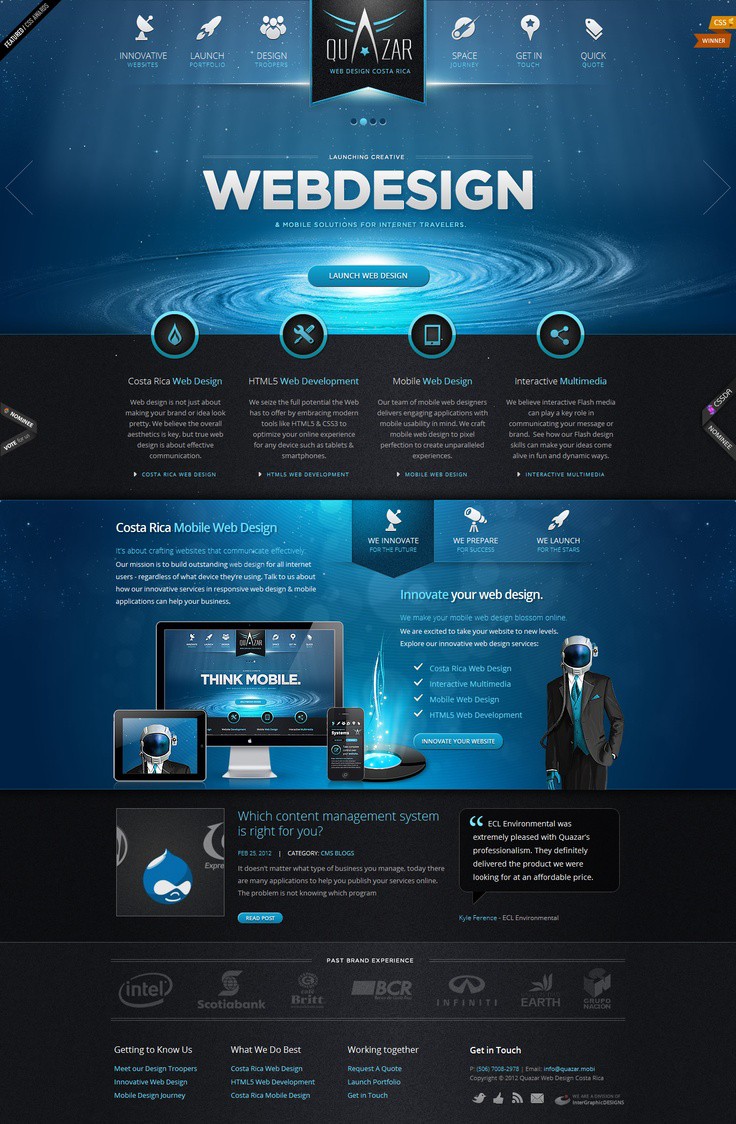 FEATURED CSS AWARDS
CSS
WINNER
INNOVATIVE
WEBSITES
LAUNCH
PORTFOLIO
DESIGN
TROOPERS
QUAZAR
WEB DESIGN COSTA RICA
SPACE
JOURNEY
GET IN
TOUCH
QUICK
QUOTE
LAUNCHING CREATIVE
WEBDESIGN
& MOBILE SOLUTIONS FOR INTERNET TRAVELERS.
LAUNCH WEB DESIGN
NOMINEE
VOTE for us
CSSDA
NOMINEE
Costa Rica Web Design
Web design is not just about
making your brand or idea look
pretty. We believe the overall
aesthetics is key, but true web
design is about effective
communication.
COSTA RICA WEB DESIGN
HTML5 Web Development
We seize the full potential the Web
has to offer by embracing modern
tools like HTML5 & CSS3 to
optimize your online experience
for any device such as tablets &
smartphones.
HTML5 WEB DEVELOPMENT
Mobile Web Design
Our team of mobile web designers
delivers engaging applications with
mobile usability in mind. We craft
mobile web design to pixel
perfection to create unparalleled
experiences.
MOBILE WEB DESIGN
Interactive Multimedia
We believe interactive Flash media
can play a key role in
communicating your message or
brand. See how our Flash design
skills can make your ideas come
alive in fun and dynamic ways.
INTERACTIVE MULTIMEDIA
Costa Rica Mobile Web Design
It's about crafting websites that communicate effectively.
Our mission is to build outstanding web design for all internet
users - regardless of what device they're using. Talk to us about
how our innovative services in responsive web design & mobile
applications can help your business.
QUAZAR
THINK MOBILE.
Systems
WE INNOVATE
FOR THE FUTURE
WE PREPARE
FOR SUCCESS
WE LAUNCH
FOR THE STARS
Innovate your web design.
We make your mobile web design blossom online.
We are excited to take your website to new levels.
Explore our innovative web design services:
Costa Rica Web Design
Interactive Multimedia
Mobile Web Design
HTML5 Web Development
INNOVATE YOUR WEBSITE
Expre
Which content management system
is right for you?
FEB 25, 2012 | CATEGORY: CMS BLOGS
It doesn't matter what type of business you manage, today there
are many applications to help you publish your services online.
The problem is not knowing which program
READ POST
“ ECL Environmental was
extremely pleased with Quazar's
professionalism. They definitely
delivered the product we were
looking for at an affordable price.
Kyle Ference - ECL Environmental
PAST BRAND EXPERIENCE
intel
Scotiabank
café
Britt
BCR
INFINITI
EARTH
GRUPO
NACION
Getting to Know Us
Meet our Design Troopers
Innovative Web Design
Mobile Design Journey
What We Do Best
Costa Rica Web Design
HTML5 Web Development
Costa Rica Mobile Design
Working together
Request A Quote
Launch Portfolio
Get in Touch
Get in Touch
P: (506) 7008-2978 | Email: info@quazar.mobi
Copyright © 2012 Quazar Web Design Costa Rica
WE ARE A DIVISION OF
InterGraphicDESIGNS